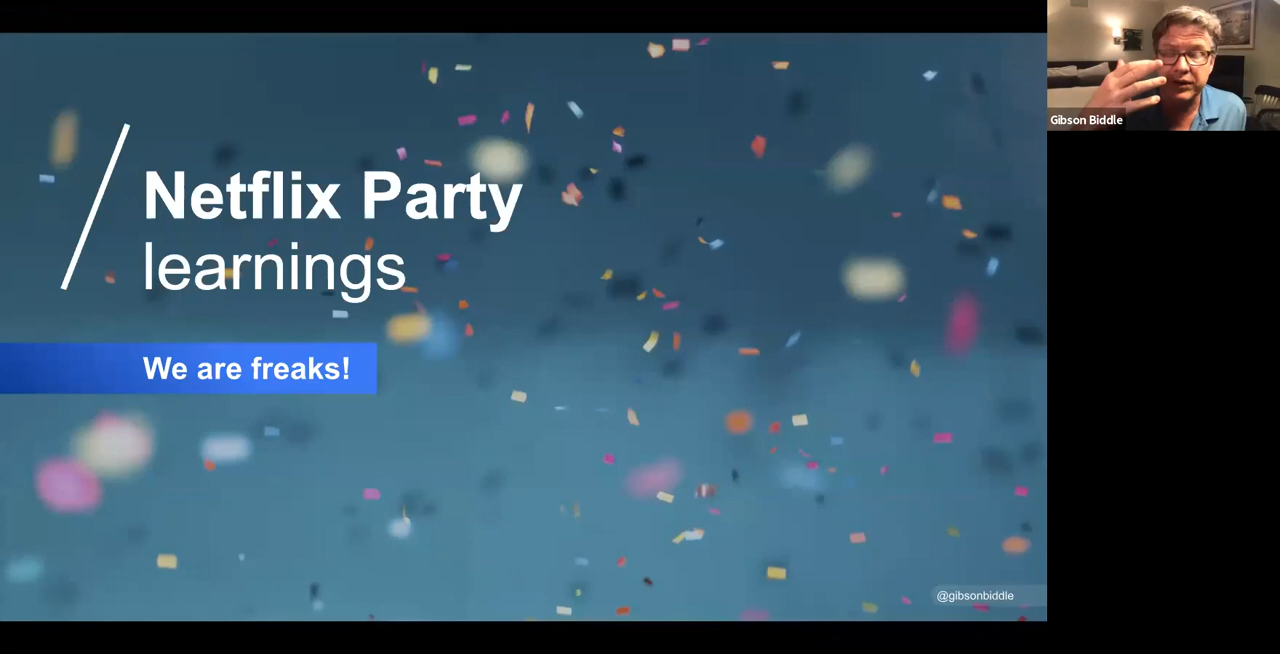 Netflix Party
learnings
We are freaks!
@gibsonbiddle
Gibson Biddle